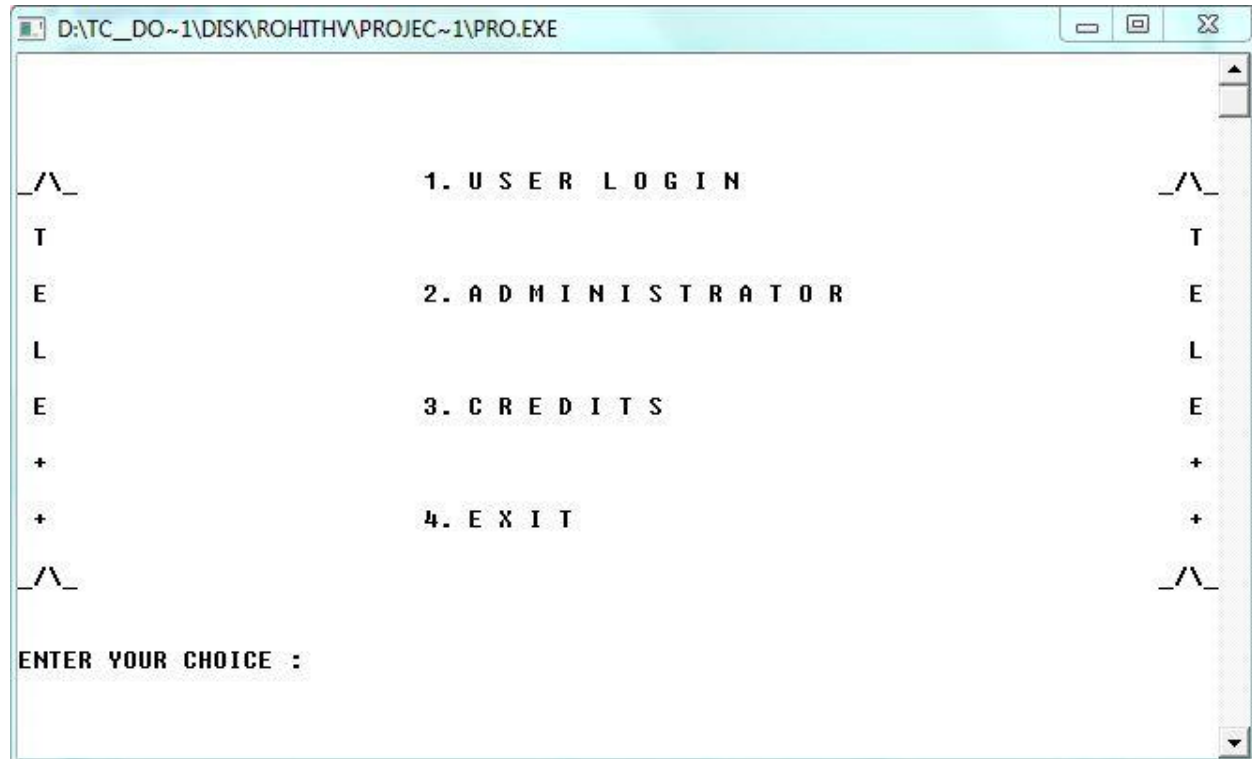 D:\TC__DO~1\DISK\ROHITHV\PROJEC~1\PRO.EXE
_/\_ 1. U S E R  L O G I N _/\_
T T
E 2. A D M I N I S T R A T O R E
L L
E 3. C R E D I T S E
+ +
+ 4. E X I T +
_/\_ _/\_
ENTER YOUR CHOICE :